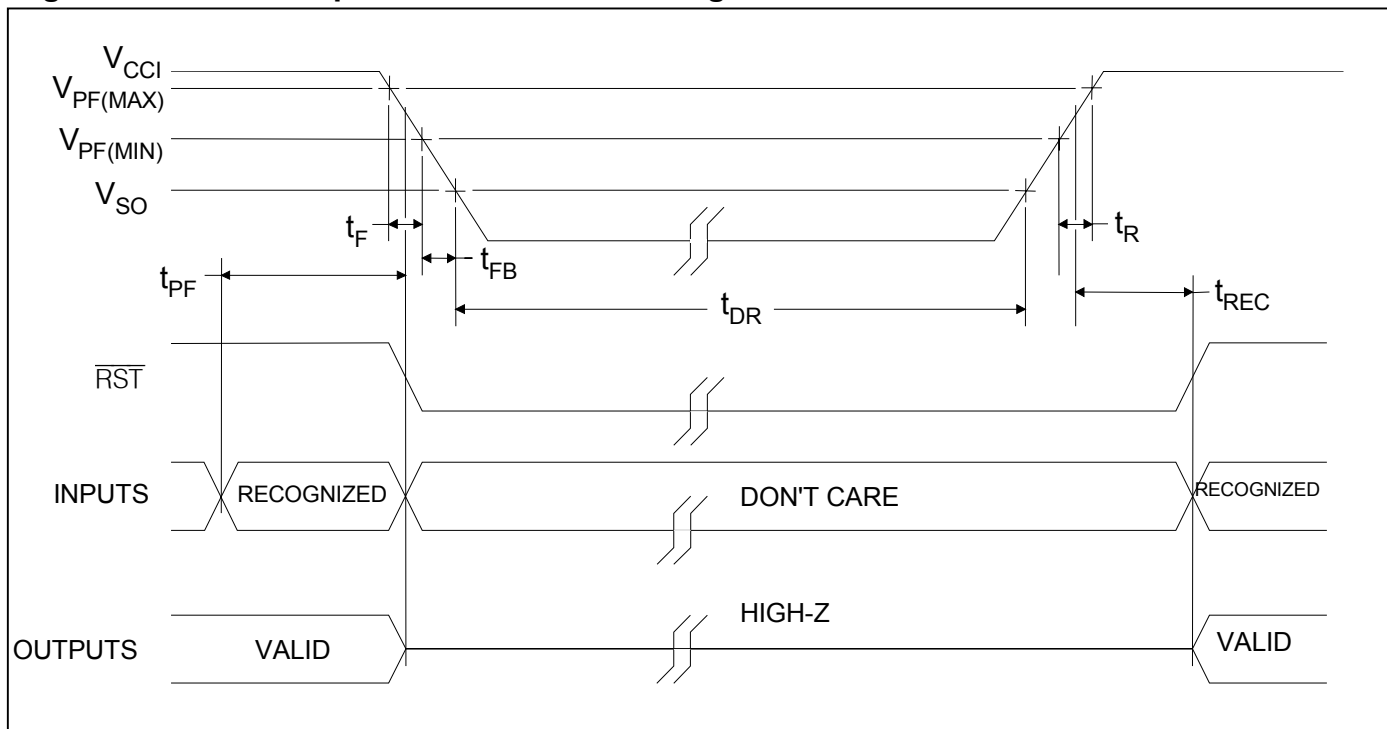 V_CCI
V_PF(MAX)
V_PF(MIN)
V_SO
t_F
t_R
t_FB
t_PF
t_DR
t_REC
R̅S̅T̅
INPUTS RECOGNIZED DON'T CARE RECOGNIZED
HIGH-Z
OUTPUTS VALID VALID